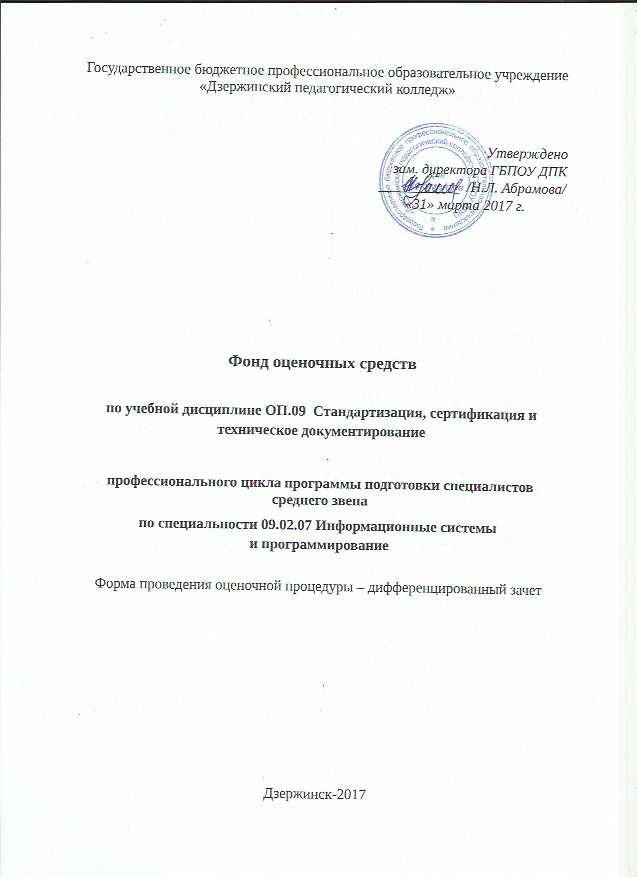 Государственное бюджетное профессиональное образовательное учреждение
«Дзержинский педагогический колледж»
Утверждено
зам. директора ГБПОУ ДПК
/Н.Л. Абрамова/
«31» марта 2017 г.
Фонд оценочных средств
по учебной дисциплине ОП.09 Стандартизация, сертификация и
техническое документирование
профессионального цикла программы подготовки специалистов
среднего звена
по специальности 09.02.07 Информационные системы
и программирование
Форма проведения оценочной процедуры – дифференцированный зачет
Дзержинск-2017